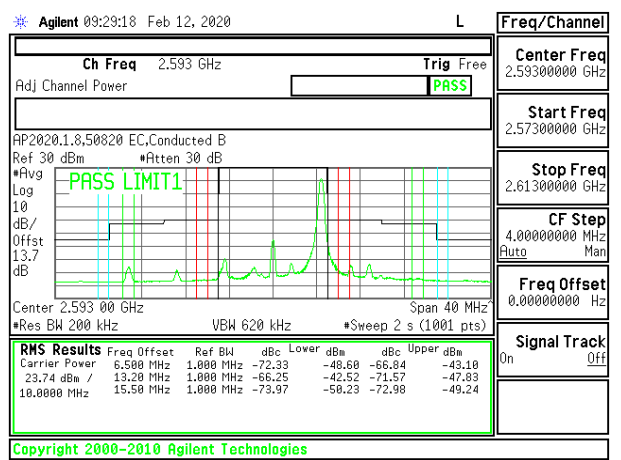 Agilent 09:29:18 Feb 12, 2020 L
Freq/Channel
Ch Freq 2.593 GHz Trig Free
Adj Channel Power PASS
AP2020.1.8,50820 EC,Conducted B
Ref 30 dBm #Atten 30 dB
#Avg
Log
10
dB/
Offst
13.7
dB
PASS LIMIT1
Center 2.593 00 GHz Span 40 MHz
#Res BW 200 kHz VBW 620 kHz #Sweep 2 s (1001 pts)
RMS Results Freq Offset Ref BW dBc Lower dBm dBc Upper dBm
Carrier Power 6.500 MHz 1.000 MHz -72.33 -48.60 -66.84 -43.10
23.74 dBm / 13.20 MHz 1.000 MHz -66.25 -42.52 -71.57 -47.83
10.0000 MHz 15.50 MHz 1.000 MHz -73.97 -50.23 -72.98 -49.24
Center Freq
2.59300000 GHz
Start Freq
2.57300000 GHz
Stop Freq
2.61300000 GHz
CF Step
4.00000000 MHz
Auto Man
Freq Offset
0.00000000 Hz
Signal Track
On Off
Copyright 2000-2010 Agilent Technologies